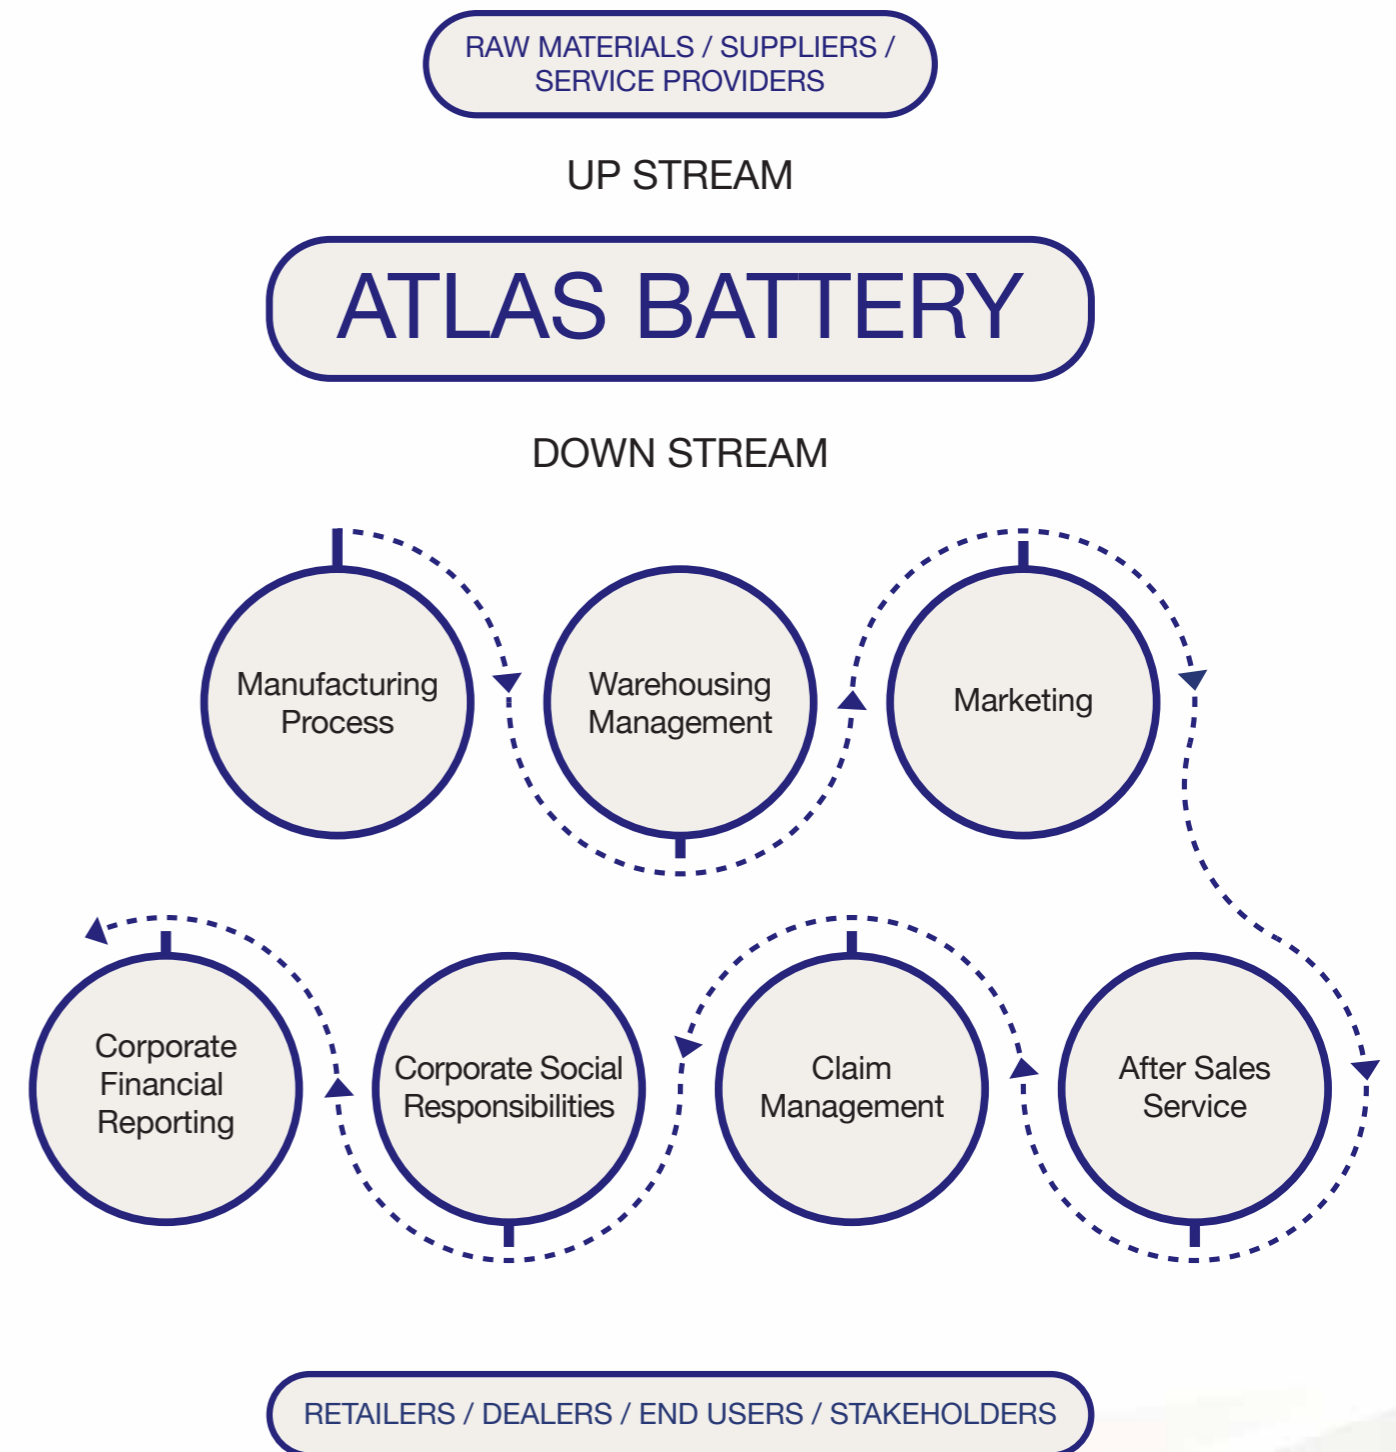 RAW MATERIALS / SUPPLIERS /
SERVICE PROVIDERS
UP STREAM
ATLAS BATTERY
DOWN STREAM
Manufacturing
Process
Warehousing
Management
Marketing
Corporate
Financial
Reporting
Corporate Social
Responsibilities
Claim
Management
After Sales
Service
RETAILERS / DEALERS / END USERS / STAKEHOLDERS